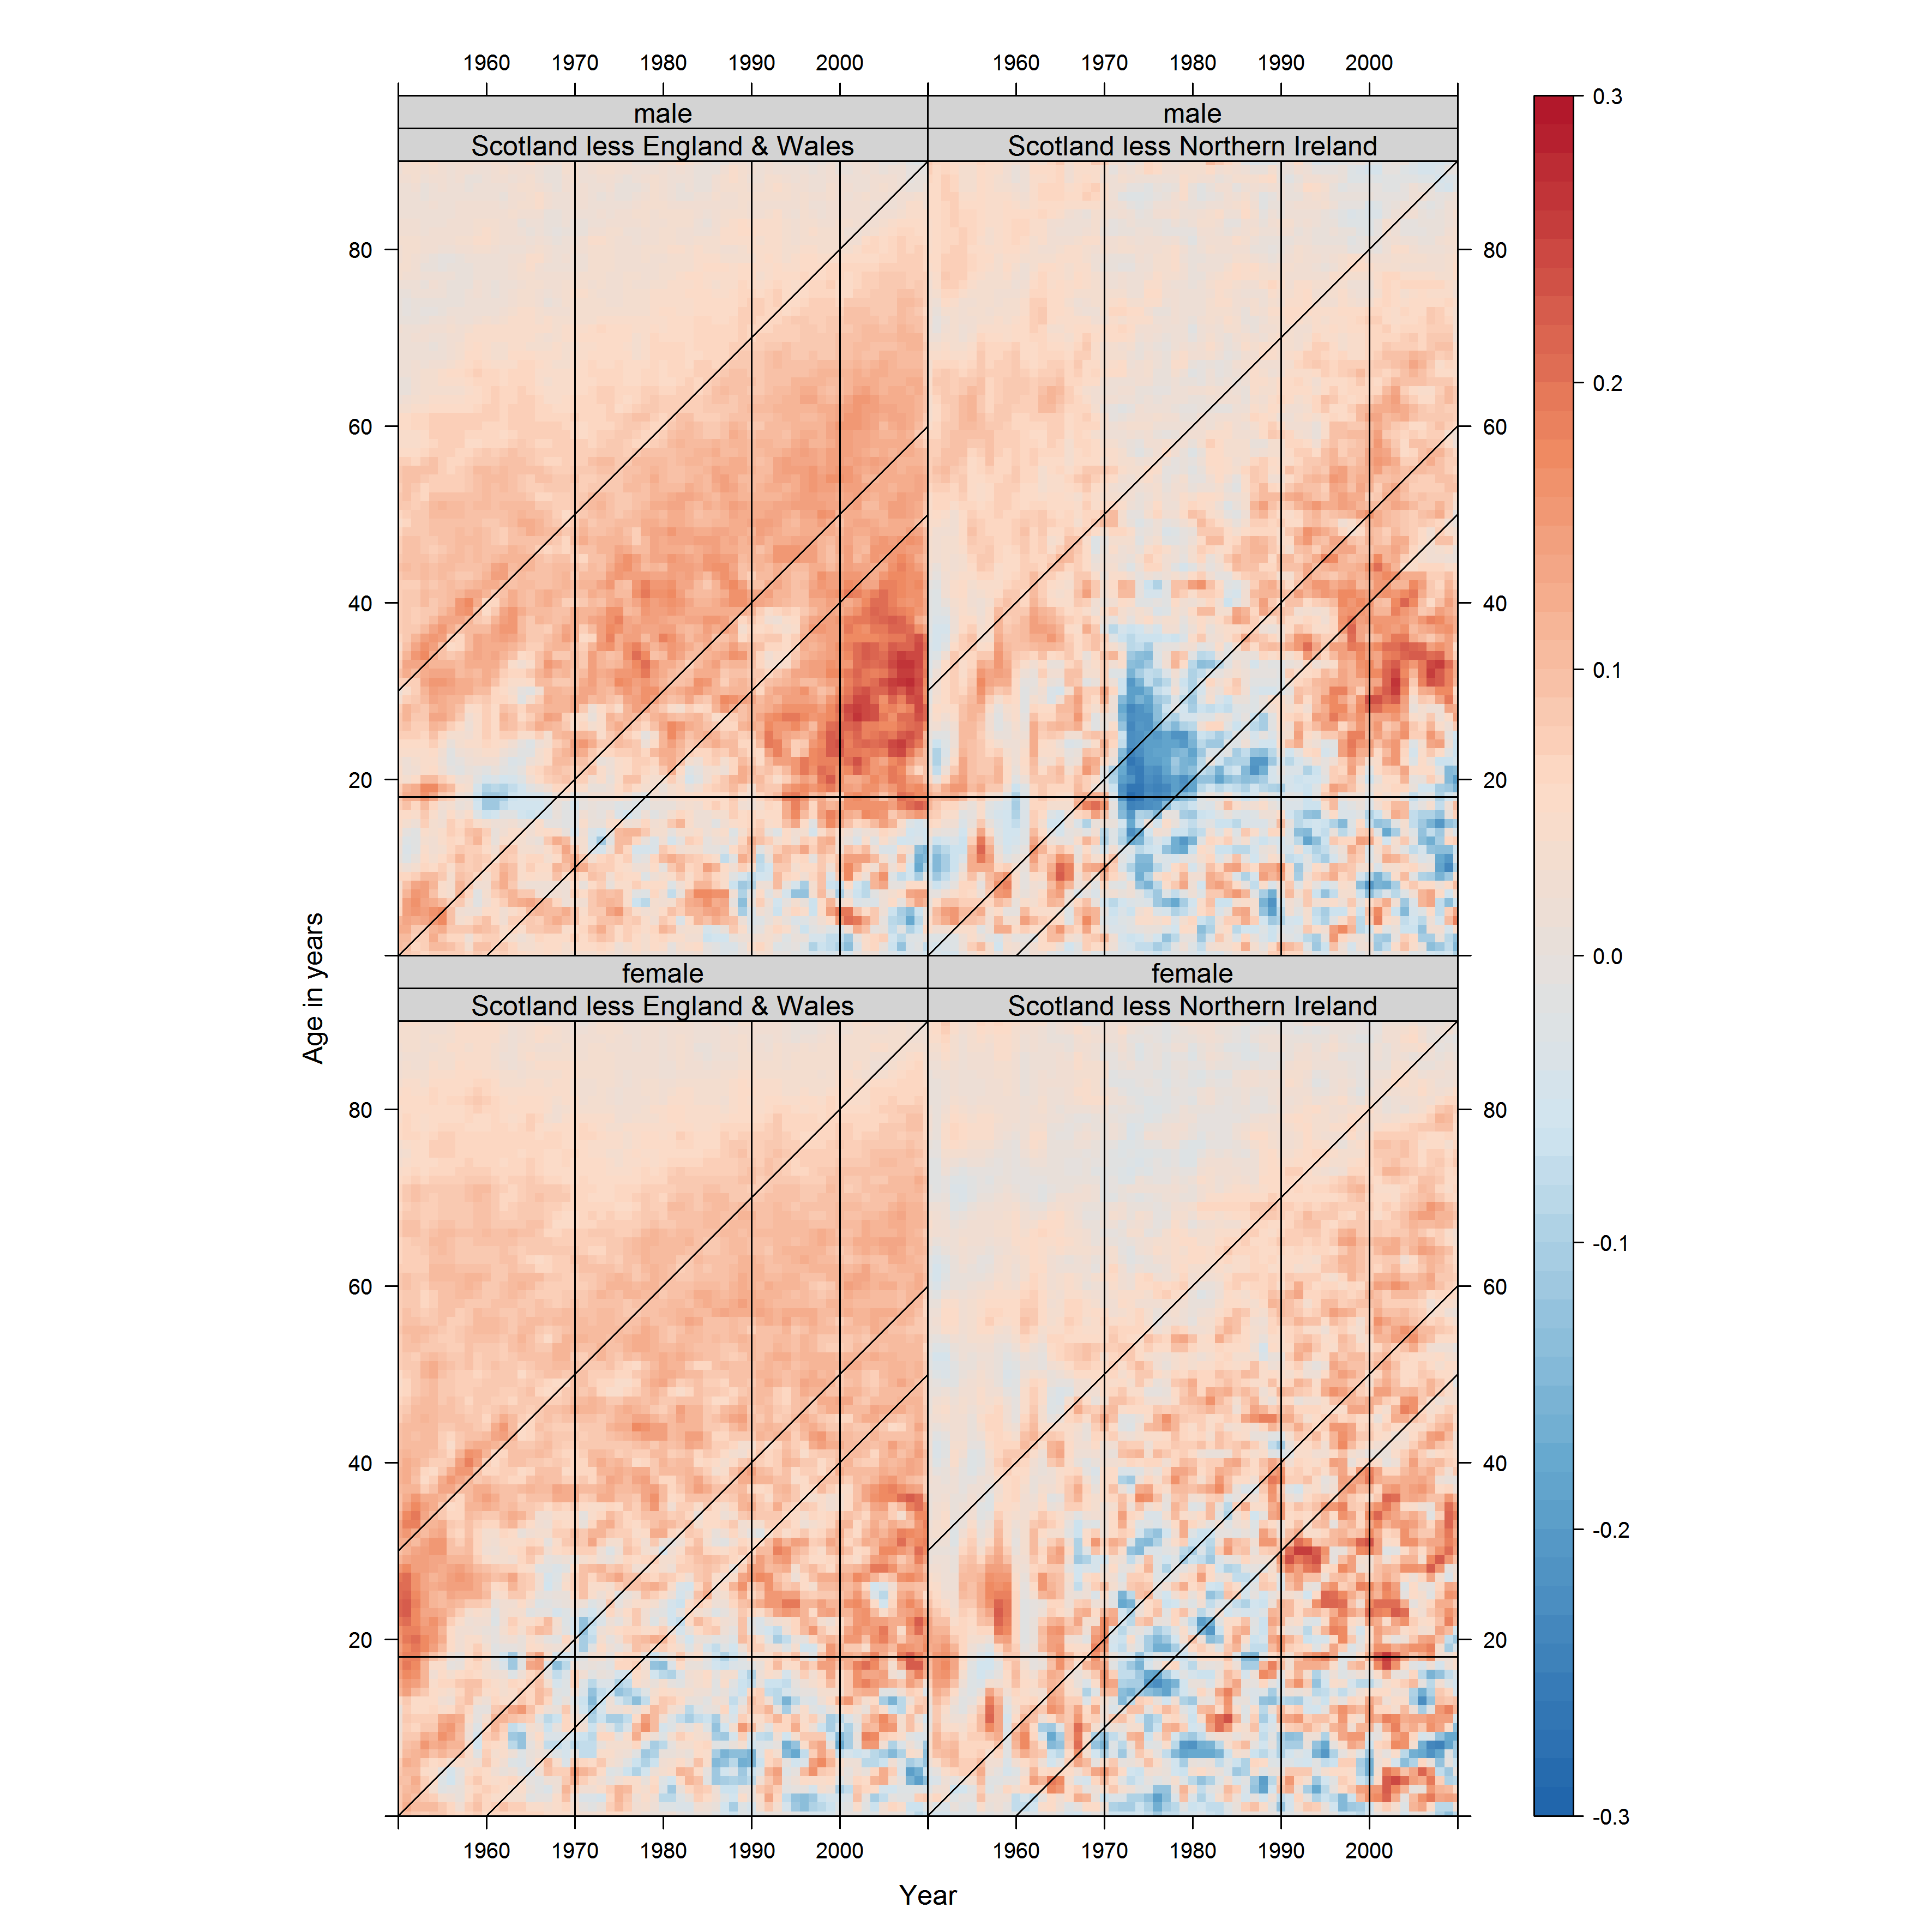 1960 1970 1980 1990 2000 1960 1970 1980 1990 2000
male male
Scotland less England & Wales Scotland less Northern Ireland
0.3
80 80
0.2
60 60
0.1
40 40
20 20
0.0
female female
Scotland less England & Wales Scotland less Northern Ireland
Age in years
80 80
-0.1
60 60
-0.2
40 40
20 20
-0.3
1960 1970 1980 1990 2000 1960 1970 1980 1990 2000
Year